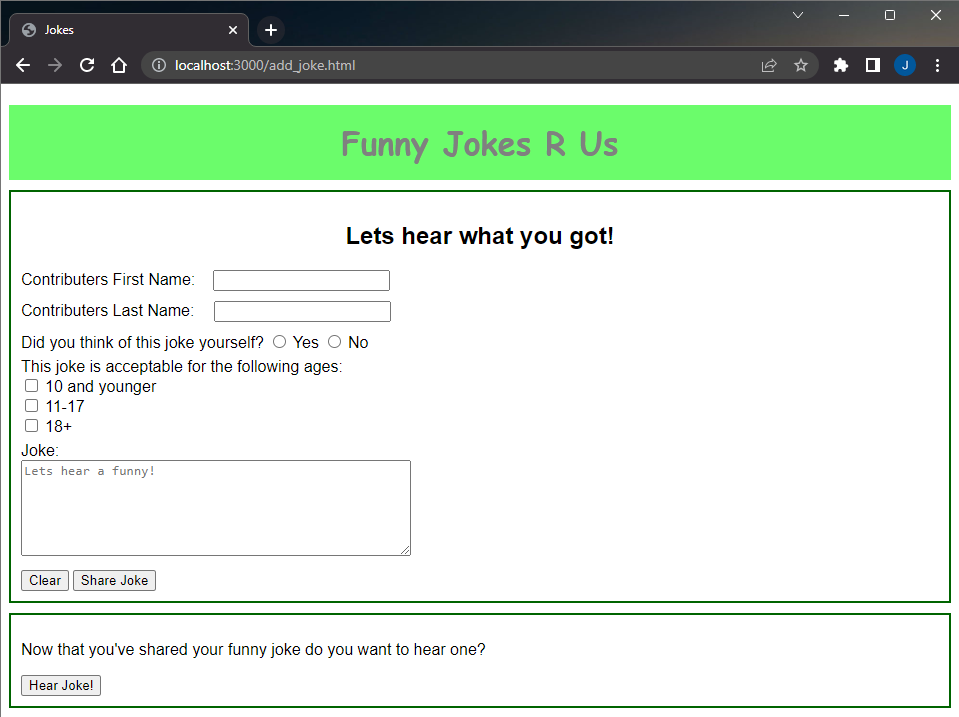 Jokes
localhost:3000/add_joke.html
J
Funny Jokes R Us
Lets hear what you got!
Contributers First Name:
Contributers Last Name:
Did you think of this joke yourself? Yes No
This joke is acceptable for the following ages:
10 and younger
11-17
18+
Joke:
Lets hear a funny!
Clear Share Joke
Now that you've shared your funny joke do you want to hear one?
Hear Joke!